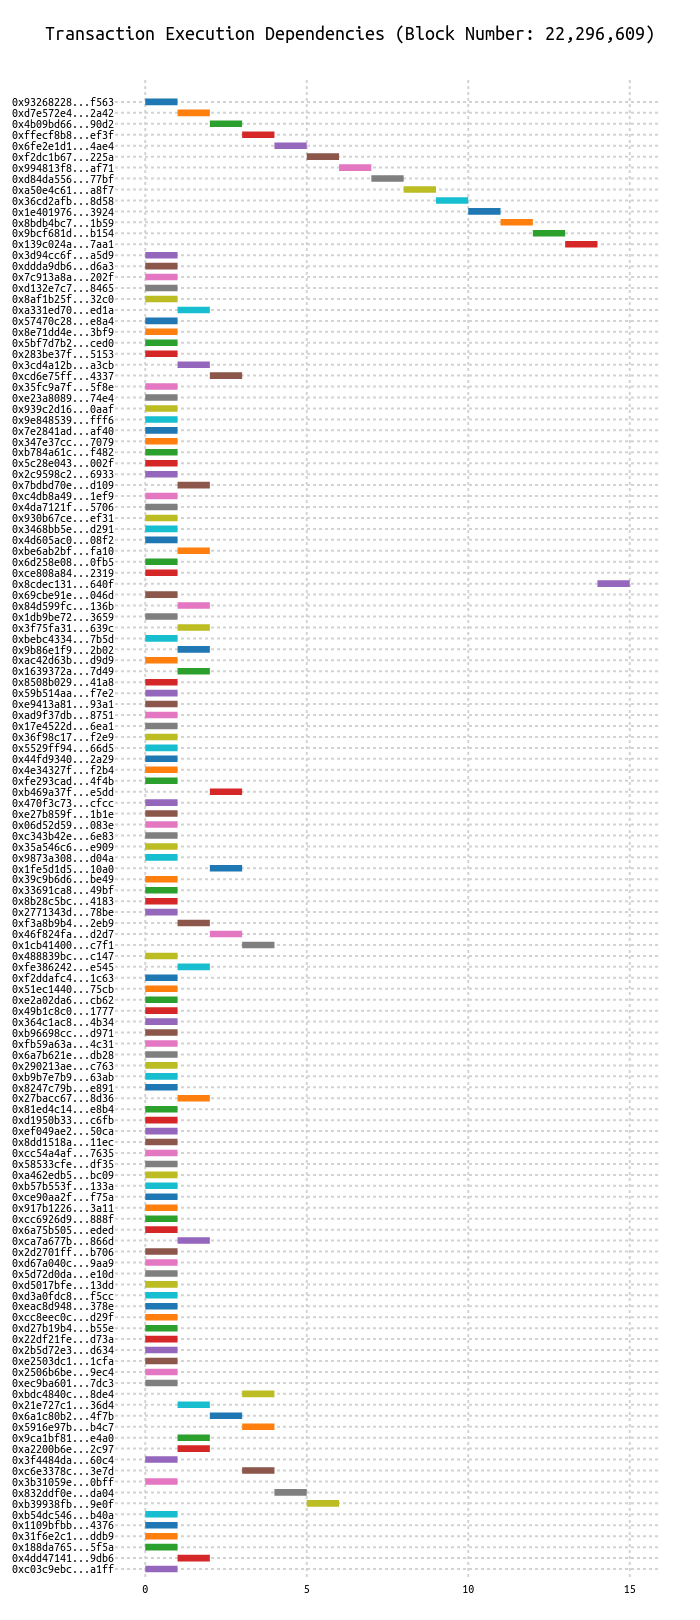 Transaction Execution Dependencies (Block Number: 22,296,609)
0x93268228...f563
0xd7e572e4...2a42
0x4b09bd66...90d2
0xffecf8b8...ef3f
0x6fe2e1d1...4ae4
0xf2dc1b67...225a
0x994813f8...af71
0xd84da556...77bf
0xa50e4c61...a8f7
0x36cd2afb...8d58
0x1e401976...3924
0x8bdb4bc7...1b59
0x9bcf681d...b154
0x139c024a...7aa1
0x3d94cc6f...a5d9
0xddda9db6...d6a3
0x7c913a8a...202f
0xd132e7c7...8465
0x8af1b25f...32c0
0xa331ed70...ed1a
0x57470c28...e8a4
0x8e71dd4e...3bf9
0x5bf7d7b2...ced0
0x283be37f...5153
0x3cd4a12b...a3cb
0xcd6e75ff...4337
0x35fc9a7f...5f8e
0xe23a8089...74e4
0x939c2d16...0aaf
0x9e848539...fff6
0x7e2841ad...af40
0x347e37cc...7079
0xb784a61c...f482
0x5c28e043...002f
0x2c9598c2...6933
0x7bdbd70e...d109
0xc4db8a49...1ef9
0x4da7121f...5706
0x930b67ce...ef31
0x3468bb5e...d291
0x4d605ac0...08f2
0xbe6ab2bf...fa10
0x6d258e08...0fb5
0xce808a84...2319
0x8cdec131...640f
0x69cbe91e...046d
0x84d599fc...136b
0x1db9be72...3659
0x3f75fa31...639c
0xbebc4334...7b5d
0x9b86e1f9...2b02
0xac42d63b...d9d9
0x1639372a...7d49
0x8508b029...41a8
0x59b514aa...f7e2
0xe9413a81...93a1
0xad9f37db...8751
0x17e4522d...6ea1
0x36f98c17...f2e9
0x5529ff94...66d5
0x44fd9340...2a29
0x4e34327f...f2b4
0xfe293cad...4f4b
0xb469a37f...e5dd
0x470f3c73...cfcc
0xe27b859f...1b1e
0x06d52d59...083e
0xc343b42e...6e83
0x35a546c6...e909
0x9873a308...d04a
0x1fe5d1d5...10a0
0x39c9b6d6...be49
0x33691ca8...49bf
0x8b28c5bc...4183
0x2771343d...78be
0xf3a8b9b4...2eb9
0x46f824fa...d2d7
0x1cb41400...c7f1
0x488839bc...c147
0xfe386242...e545
0xf2ddafc4...1c63
0x51ec1440...75cb
0xe2a02da6...cb62
0x49b1c8c0...1777
0x364c1ac8...4b34
0xb96698cc...d971
0xfb59a63a...4c31
0x6a7b621e...db28
0x290213ae...c763
0xb9b7e7b9...63ab
0x8247c79b...e891
0x27bacc67...8d36
0x81ed4c14...e8b4
0xd1950b33...c6fb
0xef049ae2...50ca
0x8dd1518a...11ec
0xcc54a4af...7635
0x58533cfe...df35
0xa462edb5...bc09
0xb57b553f...133a
0xce90aa2f...f75a
0x917b1226...3a11
0xcc6926d9...888f
0x6a75b505...eded
0xca7a677b...866d
0x2d2701ff...b706
0xd67a040c...9aa9
0x5d72d0da...e10d
0xd5017bfe...13dd
0xd3a0fdc8...f5cc
0xeac8d948...378e
0xcc8eec0c...d29f
0xd27b19b4...b55e
0x22df21fe...d73a
0x2b5d72e3...d634
0xe2503dc1...1cfa
0x2506b6be...9ec4
0xec9ba601...7dc3
0xbdc4840c...8de4
0x21e727c1...36d4
0x6a1c80b2...4f7b
0x5916e97b...b4c7
0x9ca1bf81...e4a0
0xa2200b6e...2c97
0x3f4484da...60c4
0xc6e3378c...3e7d
0x3b31059e...0bff
0x832ddf0e...da04
0xb39938fb...9e0f
0xb54dc546...b40a
0x1109bfbb...4376
0x31f6e2c1...ddb9
0x188da765...5f5a
0x4dd47141...9db6
0xc03c9ebc...a1ff
0 5 10 15